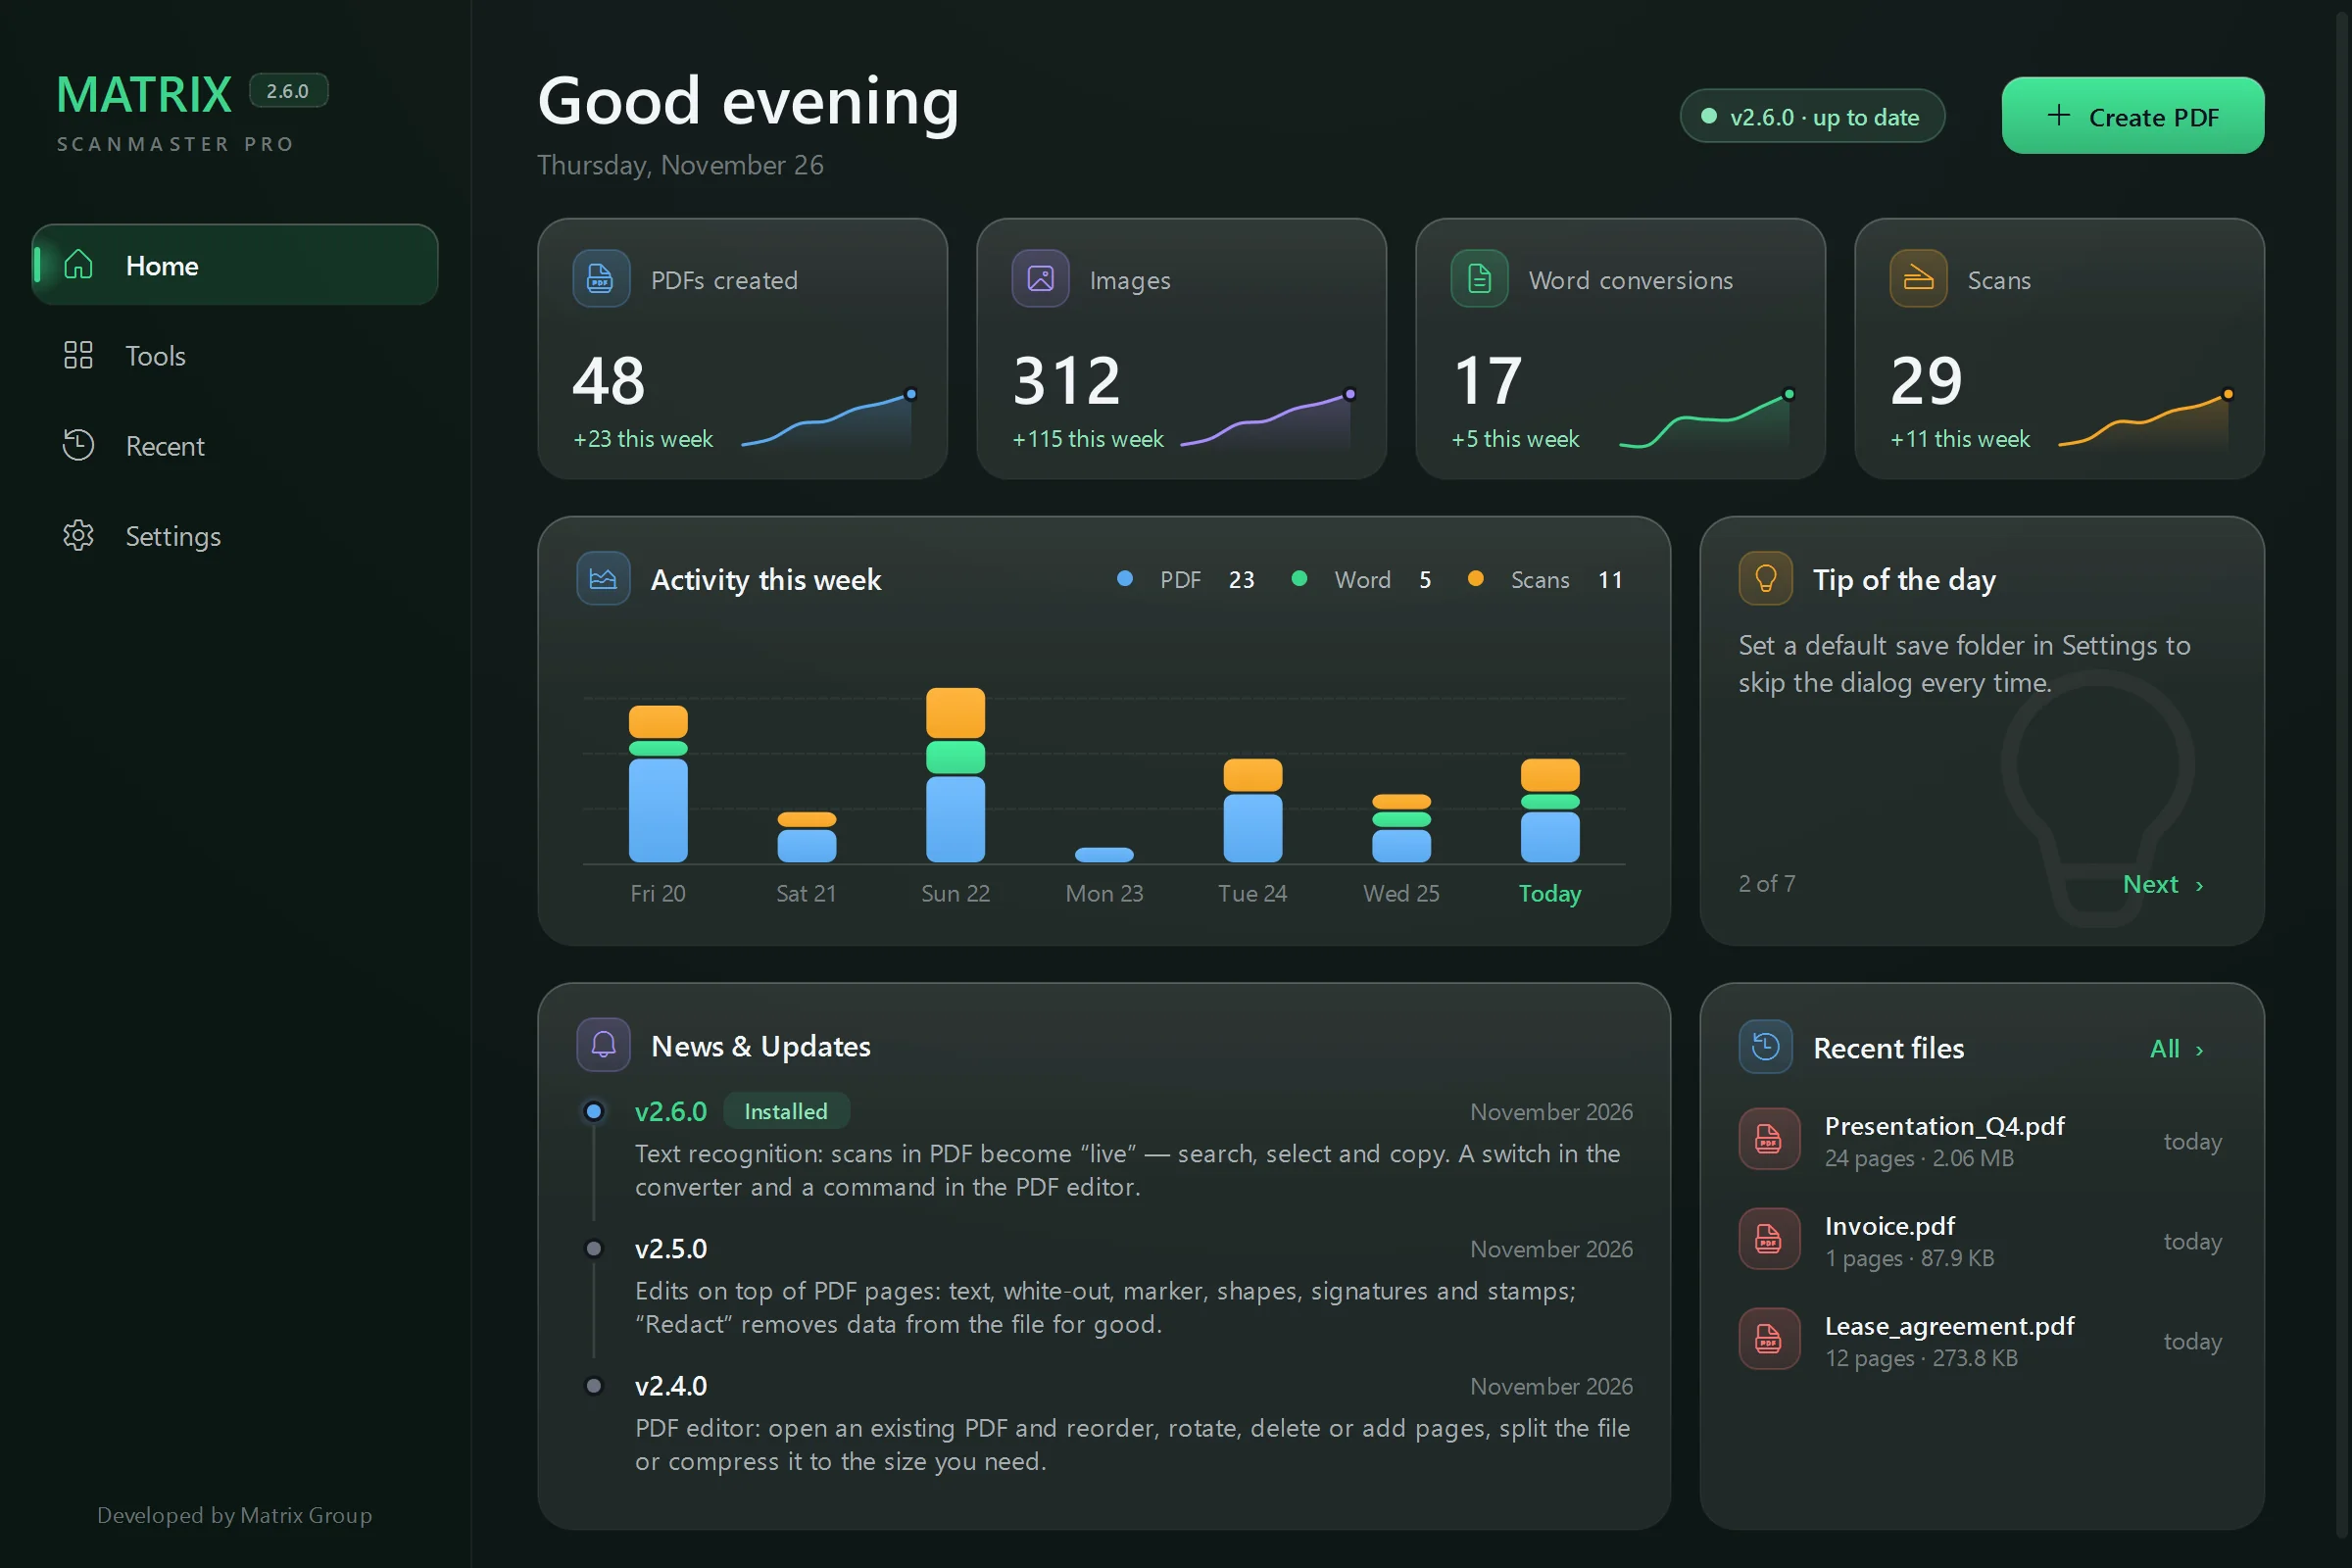 MATRIX 2.6.0
SCANMASTER PRO
Home
Tools
Recent
Settings
Developed by Matrix Group
Good evening
Thursday, November 26
v2.6.0 · up to date
+ Create PDF
PDFs created
48
+23 this week
Images
312
+115 this week
Word conversions
17
+5 this week
Scans
29
+11 this week
Activity this week
PDF 23
Word 5
Scans 11
Fri 20
Sat 21
Sun 22
Mon 23
Tue 24
Wed 25
Today
Tip of the day
Set a default save folder in Settings to
skip the dialog every time.
2 of 7
Next ›
News & Updates
v2.6.0 Installed November 2026
Text recognition: scans in PDF become “live” — search, select and copy. A switch in the
converter and a command in the PDF editor.
v2.5.0 November 2026
Edits on top of PDF pages: text, white-out, marker, shapes, signatures and stamps;
“Redact” removes data from the file for good.
v2.4.0 November 2026
PDF editor: open an existing PDF and reorder, rotate, delete or add pages, split the file
or compress it to the size you need.
Recent files
All ›
Presentation_Q4.pdf
24 pages · 2.06 MB
today
Invoice.pdf
1 pages · 87.9 KB
today
Lease_agreement.pdf
12 pages · 273.8 KB
today